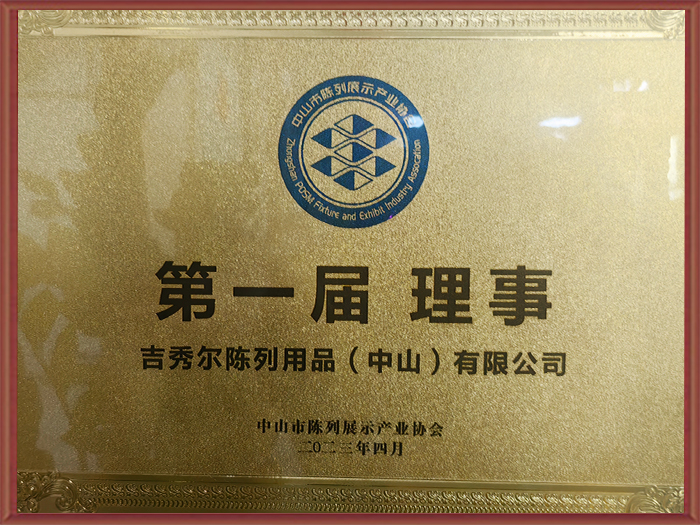 中山市陈列展示产业协会
Zhongshan POSM Fixture and Exhibit Industry Assocation
第一届 理事
吉秀尔陈列用品（中山）有限公司
中山市陈列展示产业协会
二〇二三年四月